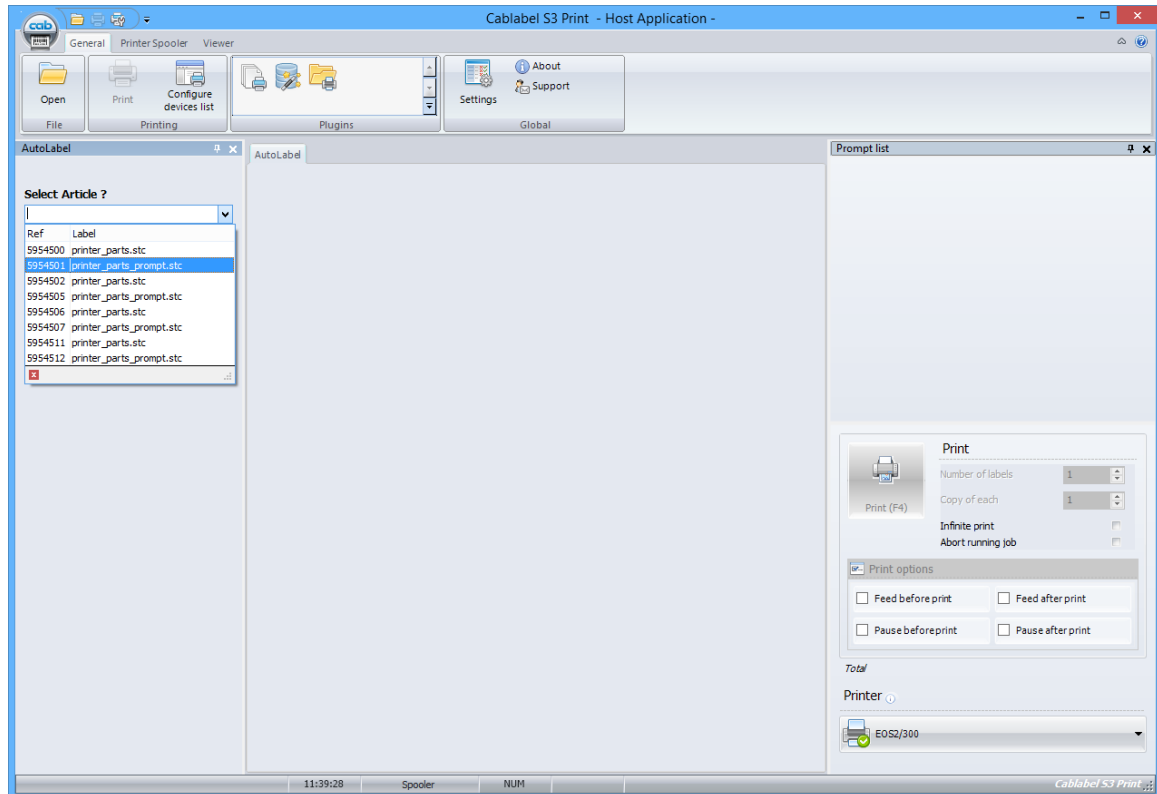 Cablabel S3 Print - Host Application -
cab
General Printer Spooler Viewer
Open
Print
Configure devices list
About
Support
Settings
File Printing Plugins Global
AutoLabel
Select Article ?
Ref Label
5954500 printer_parts.stc
5954501 printer_parts_prompt.stc
5954502 printer_parts.stc
5954505 printer_parts_prompt.stc
5954506 printer_parts.stc
5954507 printer_parts_prompt.stc
5954511 printer_parts.stc
5954512 printer_parts_prompt.stc
AutoLabel
Prompt list
Print (F4)
Print
Number of labels 1
Copy of each 1
Infinite print
Abort running job
Print options
Feed before print Feed after print
Pause before print Pause after print
Total
Printer
EOS2/300
11:39:28 Spooler NUM Cablabel S3 Print